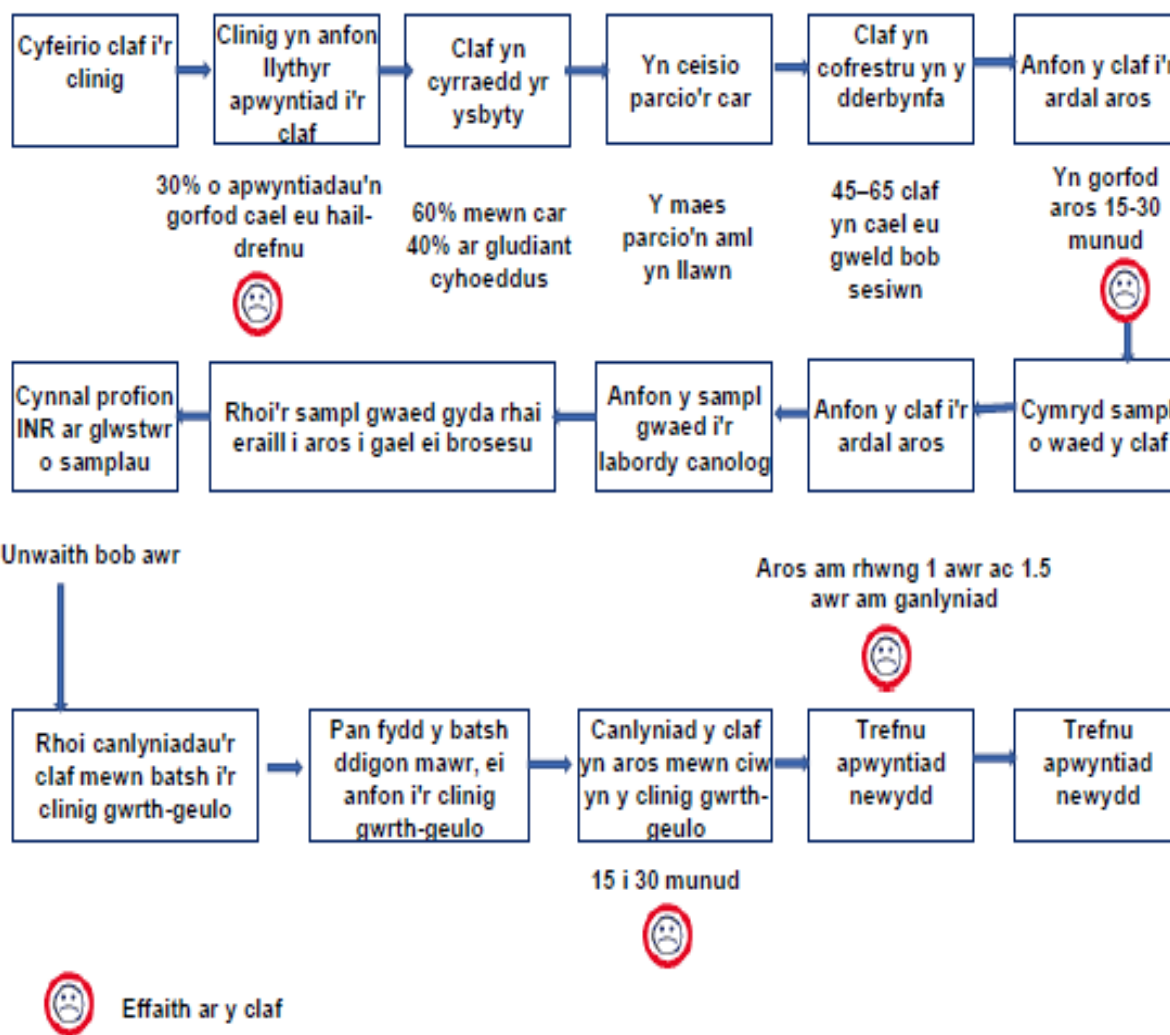 Cyfeirio claf i'r
clinig
Clinig yn anfon
llythyr
apwyntiad i'r
claf
Claf yn
cyrraedd yr
ysbyty
Yn ceisio
parcio'r car
Claf yn
cofrestru yn y
dderbynfa
Anfon y claf i'r
ardal aros
30% o apwyntiadau'n
gorfod cael eu hail-
drefnu
60% mewn car
40% ar gludiant
cyhoeddus
Y maes
parcio'n aml
yn llawn
45–65 claf
yn cael eu
gweld bob
sesiwn
Yn gorfod
aros 15-30
munud
Cynnal profion
INR ar glwstwr
o samplau
Rhoi'r sampl gwaed gyda rhai
eraill i aros i gael ei brosesu
Anfon y sampl
gwaed i'r
labordy canolog
Anfon y claf i'r
ardal aros
Cymryd sampl
o waed y claf
Unwaith bob awr
Aros am rhwng 1 awr ac 1.5
awr am ganlyniad
Rhoi canlyniadau'r
claf mewn batsh i'r
clinig gwrth-geulo
Pan fydd y batsh
ddigon mawr, ei
anfon i'r clinig
gwrth-geulo
Canlyniad y claf
yn aros mewn ciw
yn y clinig gwrth-
geulo
Trefnu
apwyntiad
newydd
Trefnu
apwyntiad
newydd
15 i 30 munud
Effaith ar y claf